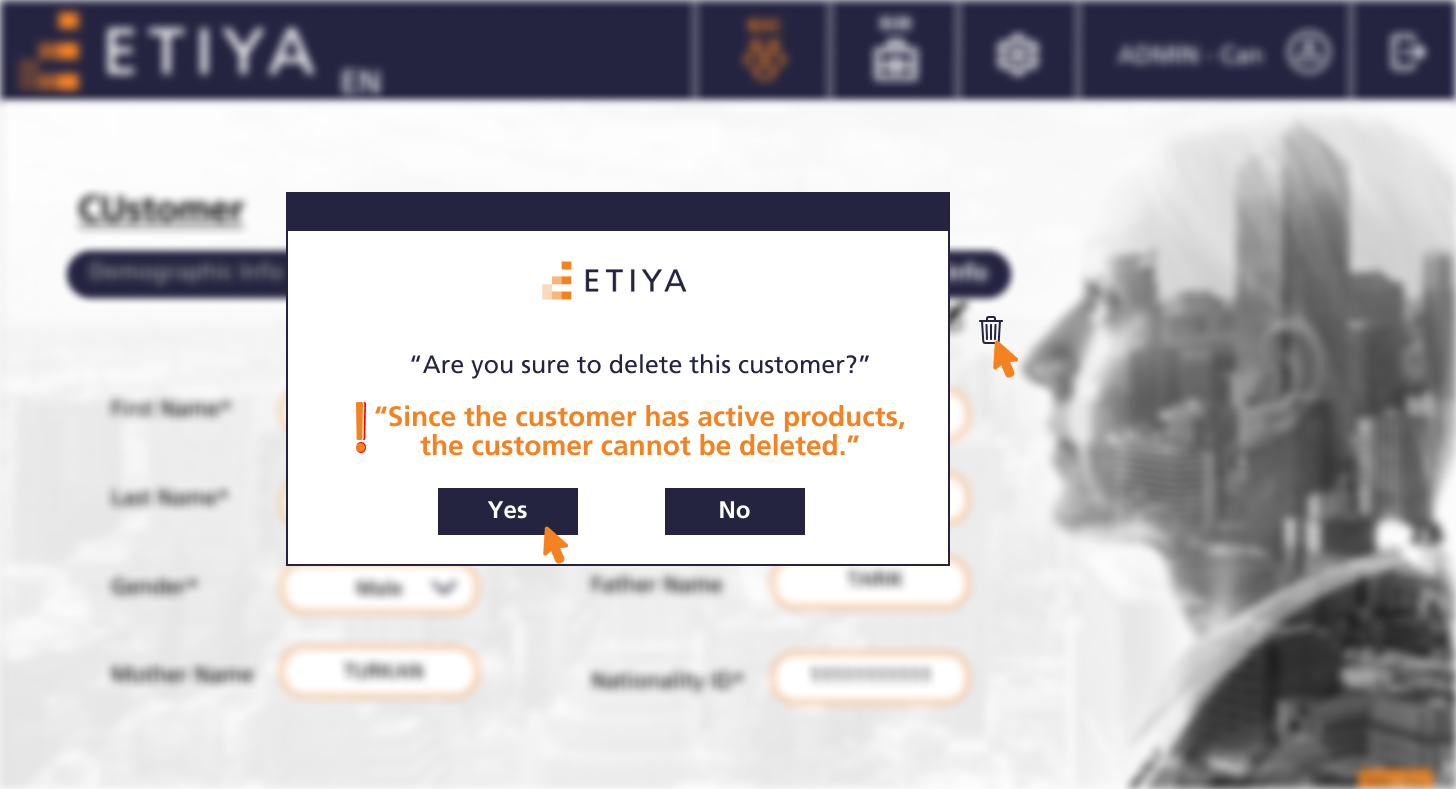 ETIYA
EN
ADMIN - Can
CUstomer
Demographic Info
Info
ETIYA
“Are you sure to delete this customer?”
“Since the customer has active products,
the customer cannot be deleted.”
Yes
No
First Name*
Last Name*
Gender*
Male
Father Name
TARIK
Mother Name
TURKAN
Nationality ID*